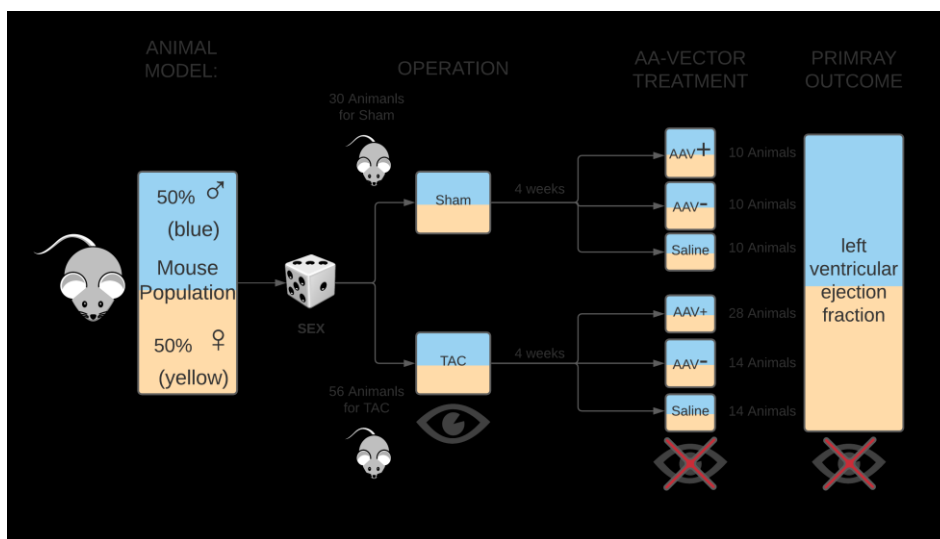 ANIMAL
MODEL:
OPERATION
AA-VECTOR
TREATMENT
PRIMRAY
OUTCOME
50% ♂
(blue)
Mouse
Population
50% ♀
(yellow)
SEX
30 Animanls
for Sham
Sham
4 weeks
AAV+
10 Animals
AAV-
10 Animals
Saline
10 Animals
56 Animanls
for TAC
TAC
4 weeks
AAV+
28 Animals
AAV-
14 Animals
Saline
14 Animals
left
ventricular
ejection
fraction